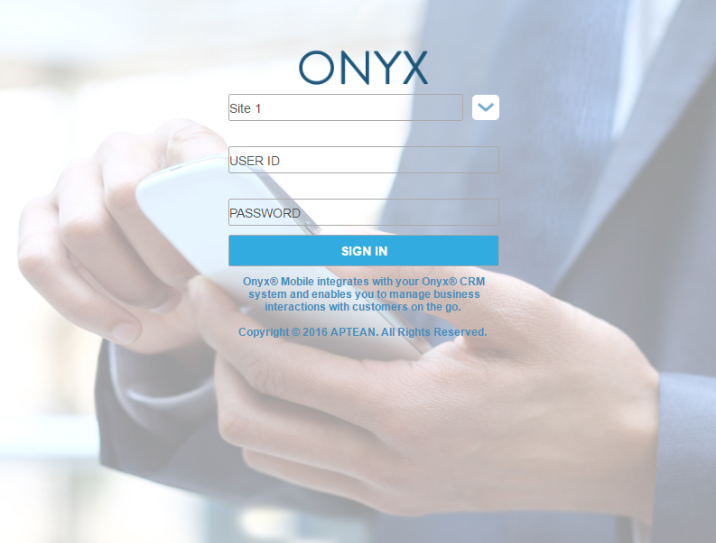 ONYX
Site 1
USER ID
PASSWORD
SIGN IN
Onyx® Mobile integrates with your Onyx® CRM
system and enables you to manage business
interactions with customers on the go.
Copyright © 2016 APTEAN. All Rights Reserved.